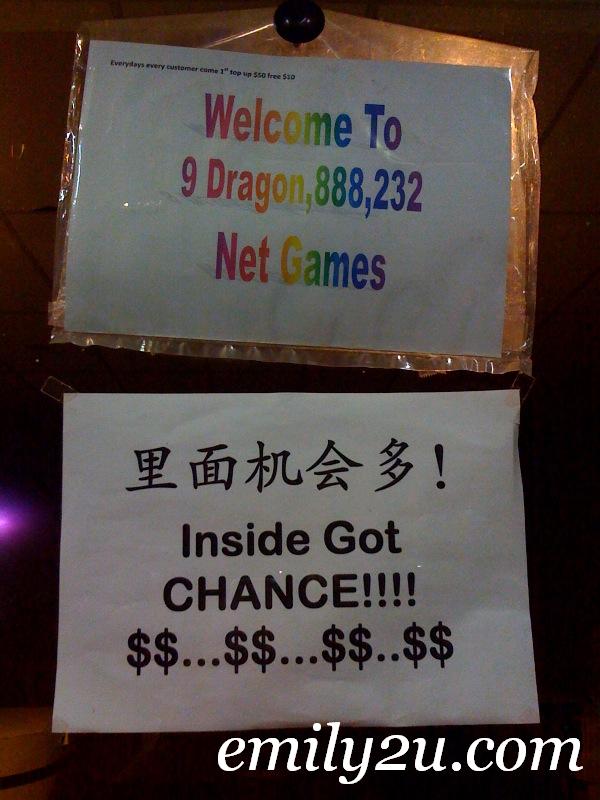 Everydays every customer come 1st top up $50 free $10
Welcome To
9 Dragon,888,232
Net Games
里面机会多!
Inside Got
CHANCE!!!!
$$...$$...$$..$$
emily2u.com